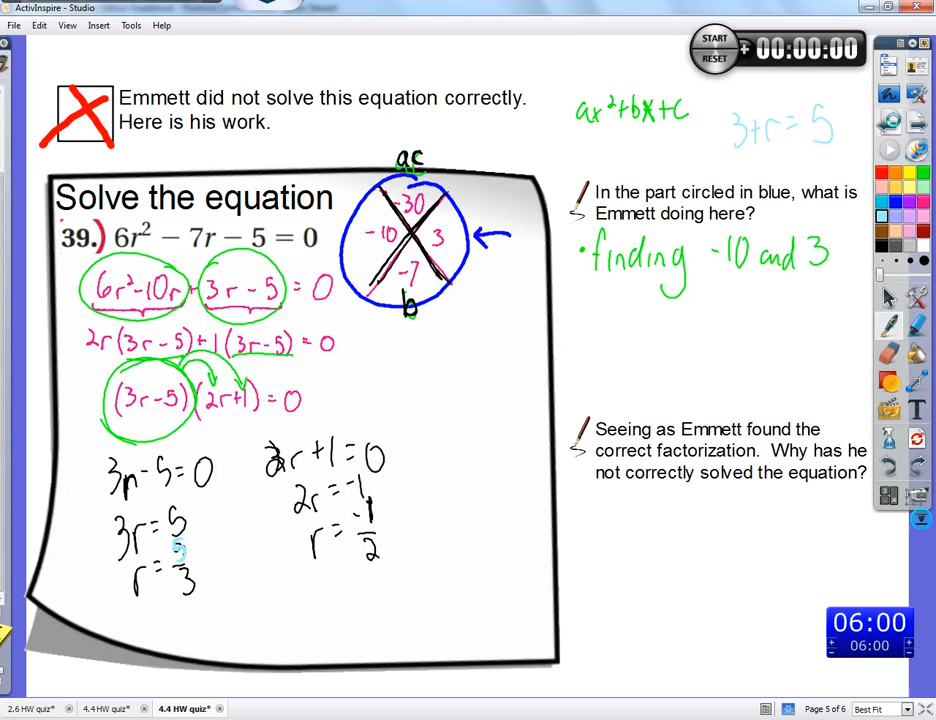 ActivInspire - Studio
File Edit View Insert Tools Help
START
RESET
00:00:00
Emmett did not solve this equation correctly.
Here is his work.
ax²+bx+c
3+r=5
Solve the equation
39.) 6r² − 7r − 5 = 0
ac
-30
-10 3
-7
b
6r²-10r + 3r-5 = 0
2r(3r-5)+1(3r-5)=0
(3r-5)(2r+1)=0
3r-5=0
3r=5
r=5/3
2r+1=0
2r=-1
r=-1/2
In the part circled in blue, what is
Emmett doing here?
•finding -10 and 3
Seeing as Emmett found the
correct factorization. Why has he
not correctly solved the equation?
06:00
06:00
2.6 HW quiz* 4.4 HW quiz* 4.4 HW quiz*
Page 5 of 6 Best Fit